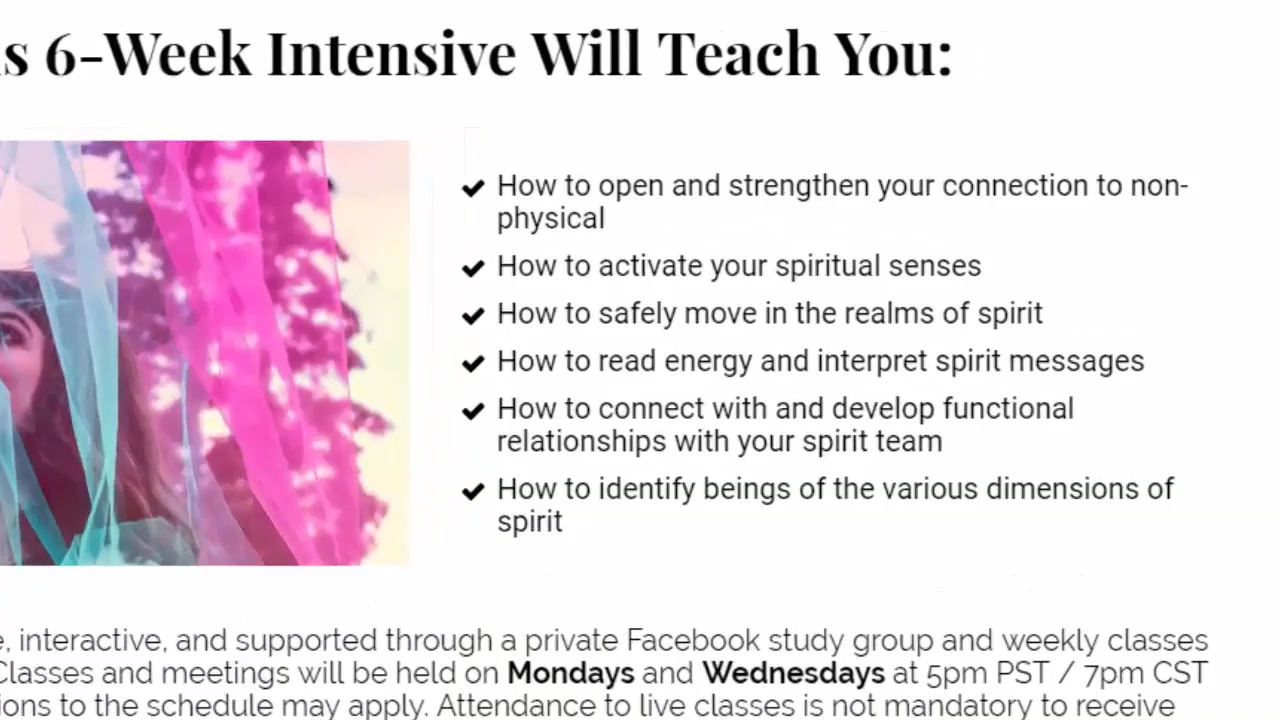 s 6-Week Intensive Will Teach You:
How to open and strengthen your connection to non-
physical
How to activate your spiritual senses
How to safely move in the realms of spirit
How to read energy and interpret spirit messages
How to connect with and develop functional
relationships with your spirit team
How to identify beings of the various dimensions of
spirit
, interactive, and supported through a private Facebook study group and weekly classes
Classes and meetings will be held on Mondays and Wednesdays at 5pm PST / 7pm CST
ions to the schedule may apply. Attendance to live classes is not mandatory to receive